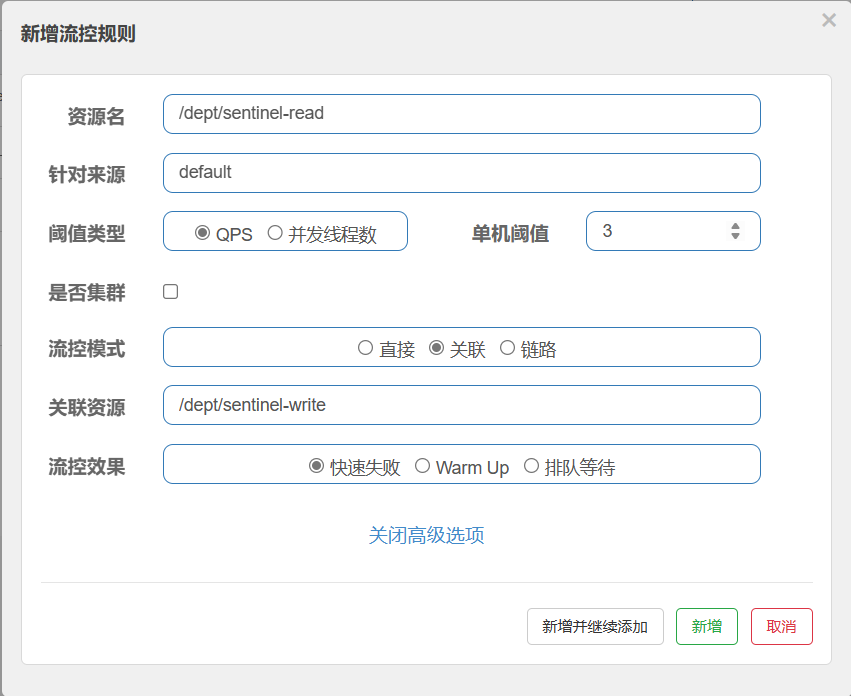 新增流控规则
×
资源名 /dept/sentinel-read
针对来源 default
阈值类型 QPS 并发线程数 单机阈值 3
是否集群
流控模式 直接 关联 链路
关联资源 /dept/sentinel-write
流控效果 快速失败 Warm Up 排队等待
关闭高级选项
新增并继续添加 新增 取消